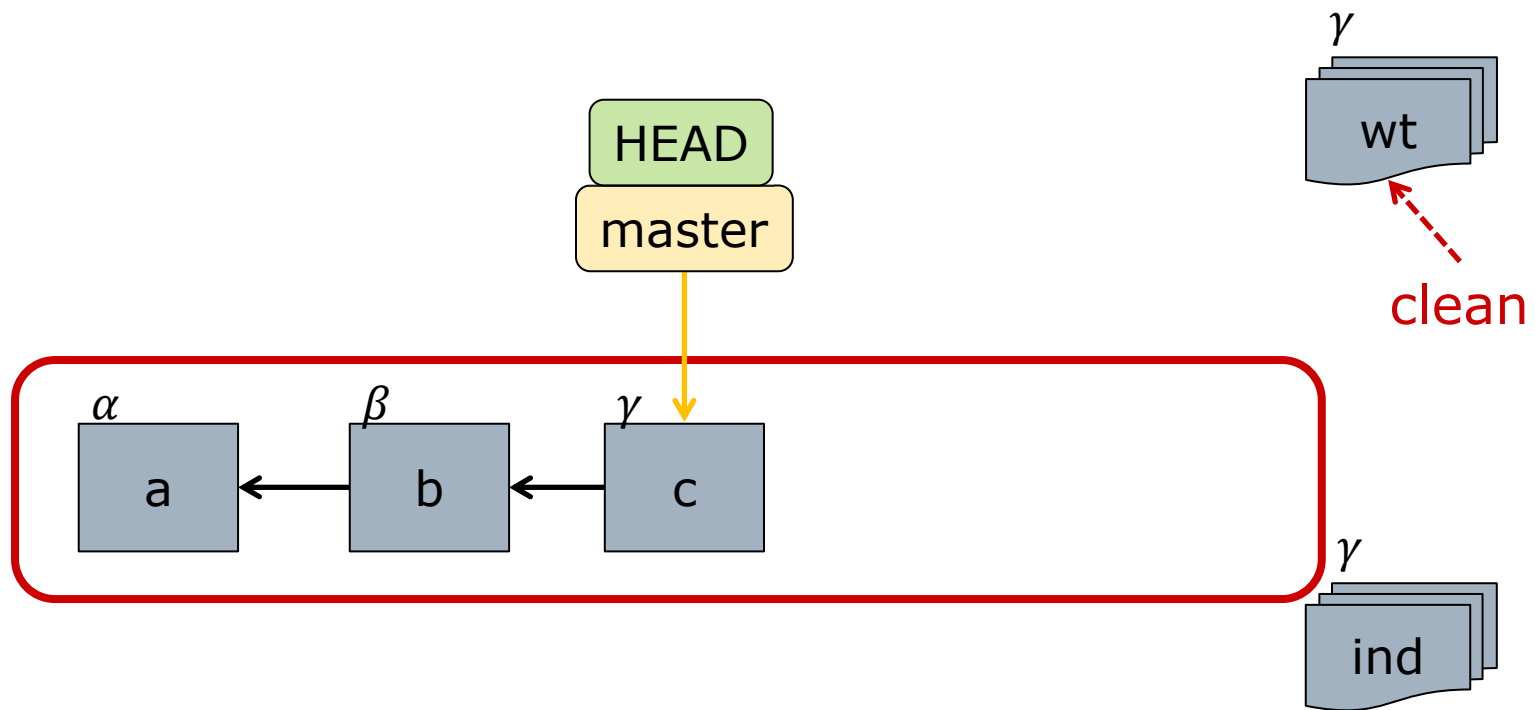 γ
wt
HEAD
master
clean
α
β
γ
a
b
c
γ
ind